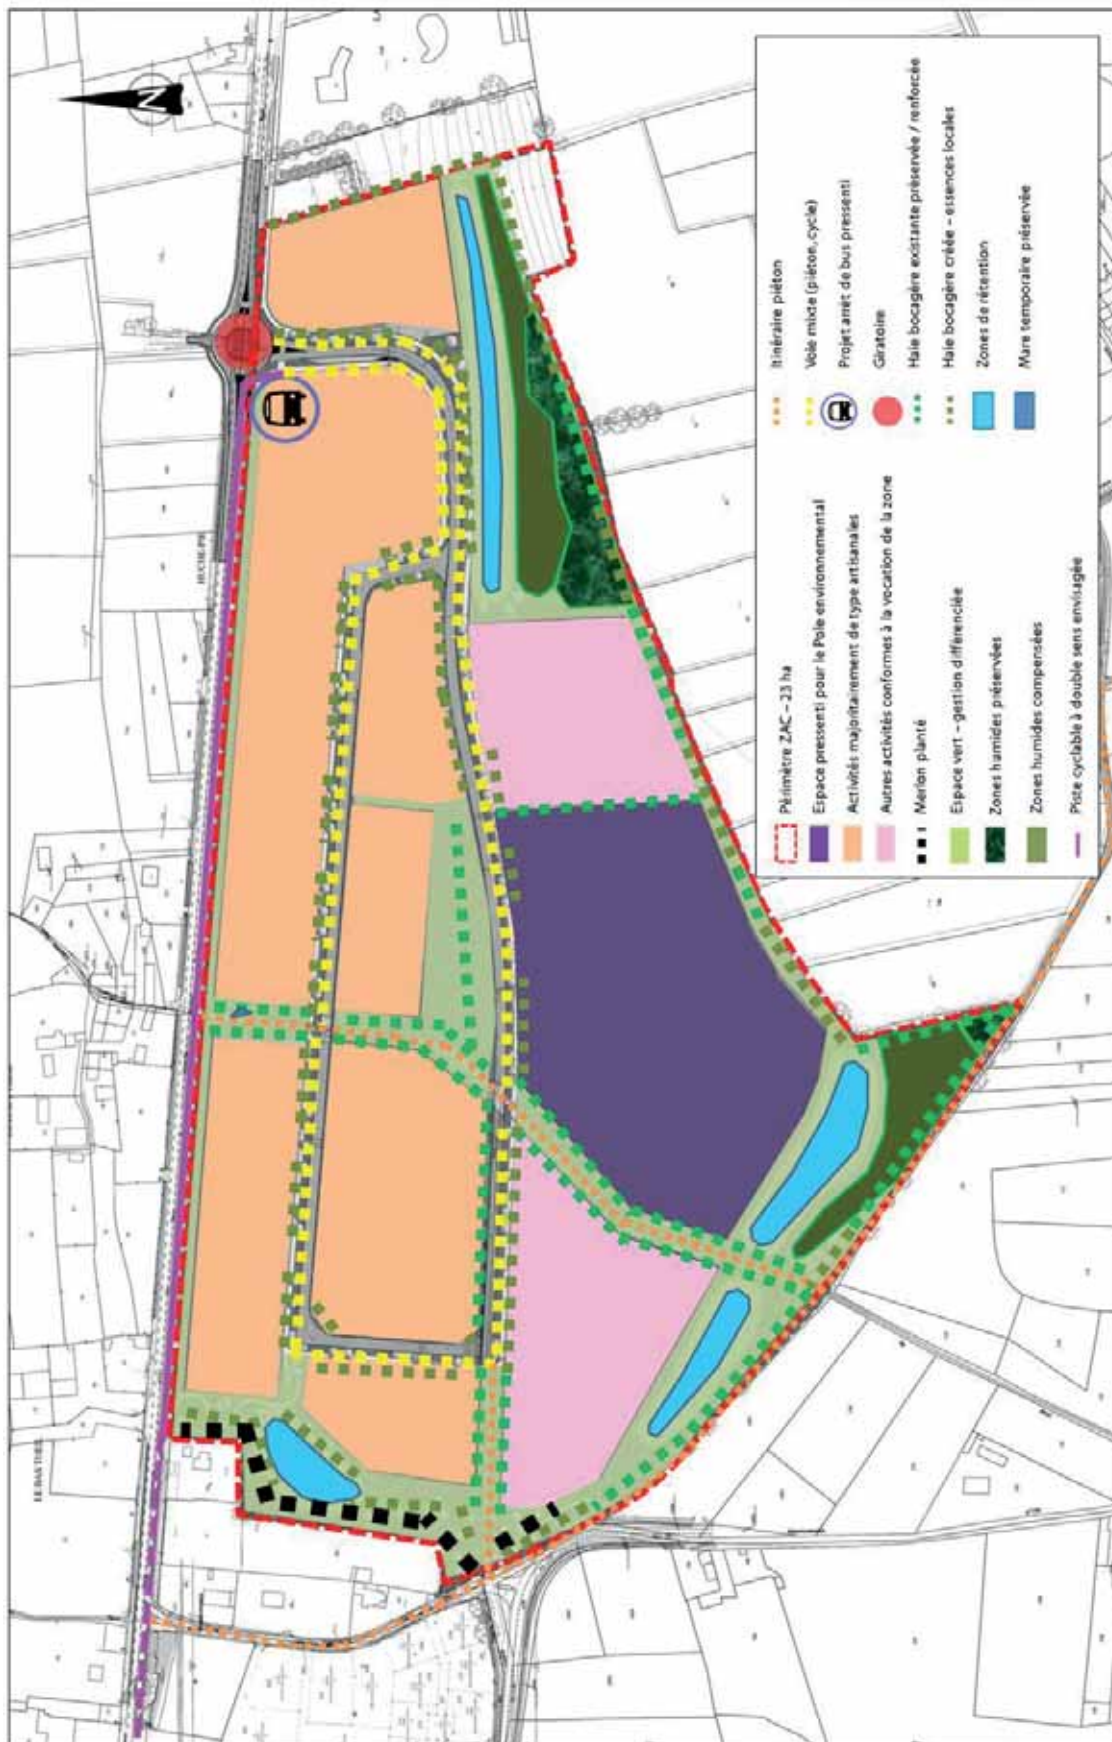 N
HUCHE-PIE
Périmètre ZAC – 23 ha
Espace pressenti pour le Pole environnemental
Activités majoritairement de type artisanales
Autres activités conformes à la vocation de la zone
Merlon planté
Espace vert – gestion différenciée
Zones humides préservées
Zones humides compensées
Piste cyclable à double sens envisagée
Itinéraire piéton
Voie mixte (piéton, cycle)
Projet arrêt de bus pressenti
Giratoire
Haie bocagère existante préservée / renforcée
Haie bocagère créée – essences locales
Zones de rétention
Mare temporaire préservée